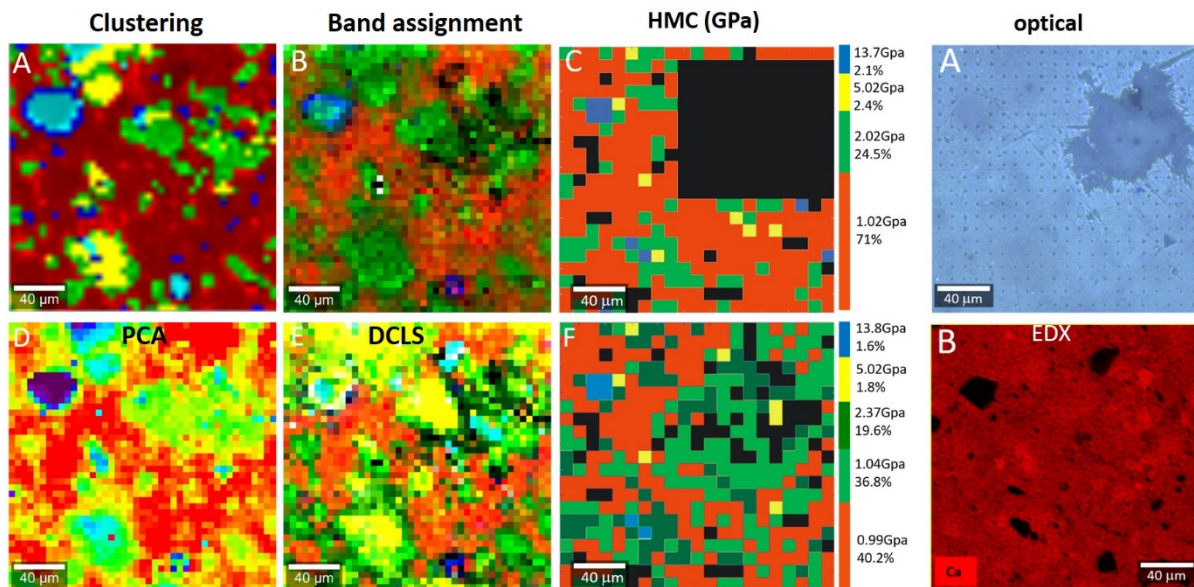 Clustering
Band assignment
HMC (GPa)
optical
A
B
C
13.7Gpa
2.1%
5.02Gpa
2.4%
2.02Gpa
24.5%
1.02Gpa
71%
A
40 µm
40 µm
40 µm
40 µm
D
PCA
E
DCLS
F
13.8Gpa
1.6%
5.02Gpa
1.8%
2.37Gpa
19.6%
1.04Gpa
36.8%
0.99Gpa
40.2%
B
EDX
40 µm
40 µm
40 µm
Ca
40 µm